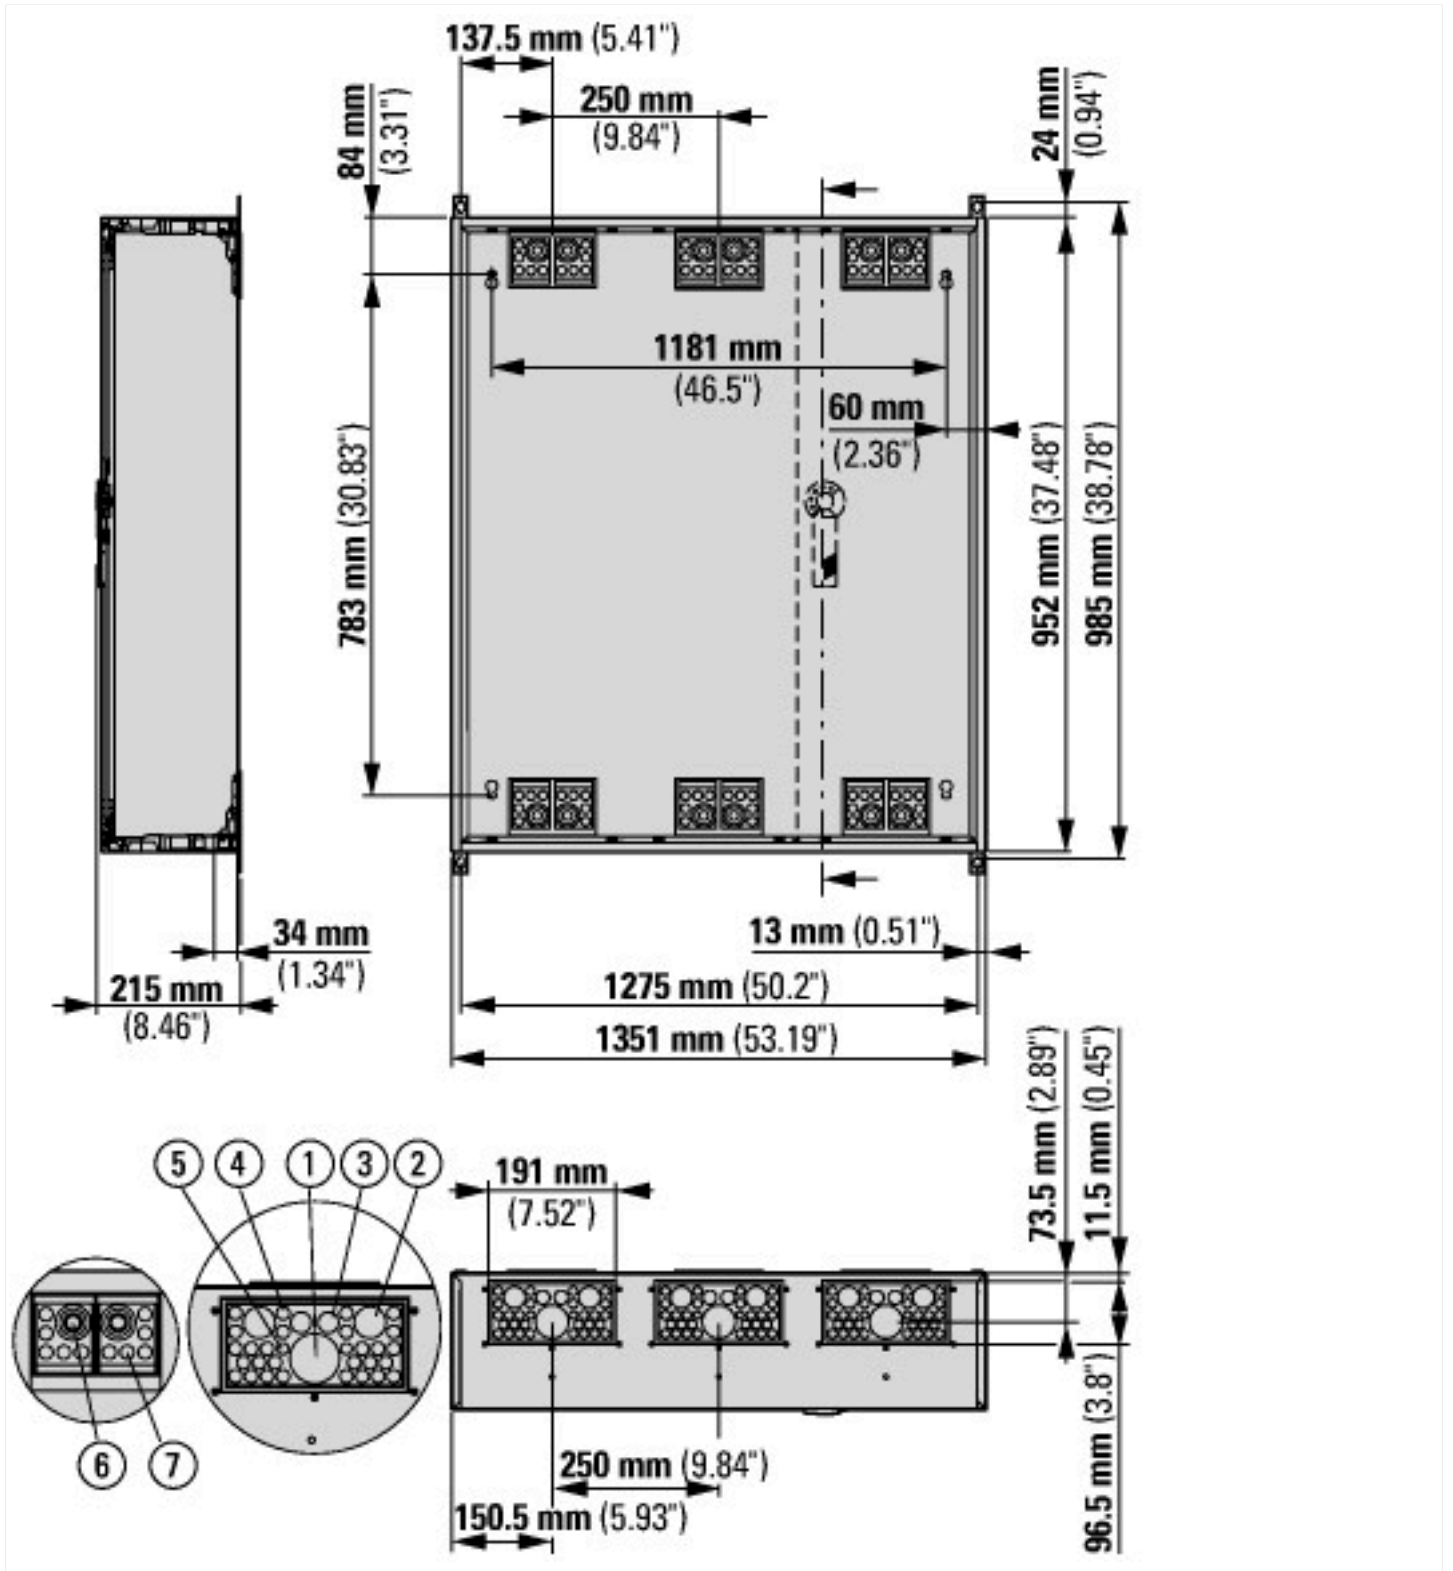 137.5 mm (5.41")
84 mm
(3.31")
250 mm
(9.84")
24 mm
(0.94")
1181 mm
(46.5")
60 mm
(2.36")
783 mm (30.83")
952 mm (37.48")
985 mm (38.78")
34 mm
(1.34")
13 mm (0.51")
215 mm
(8.46")
1275 mm (50.2")
1351 mm (53.19")
73.5 mm (2.89")
11.5 mm (0.45")
5 4 1 3 2
191 mm
(7.52")
6 7
250 mm (9.84")
150.5 mm (5.93")
96.5 mm (3.8")